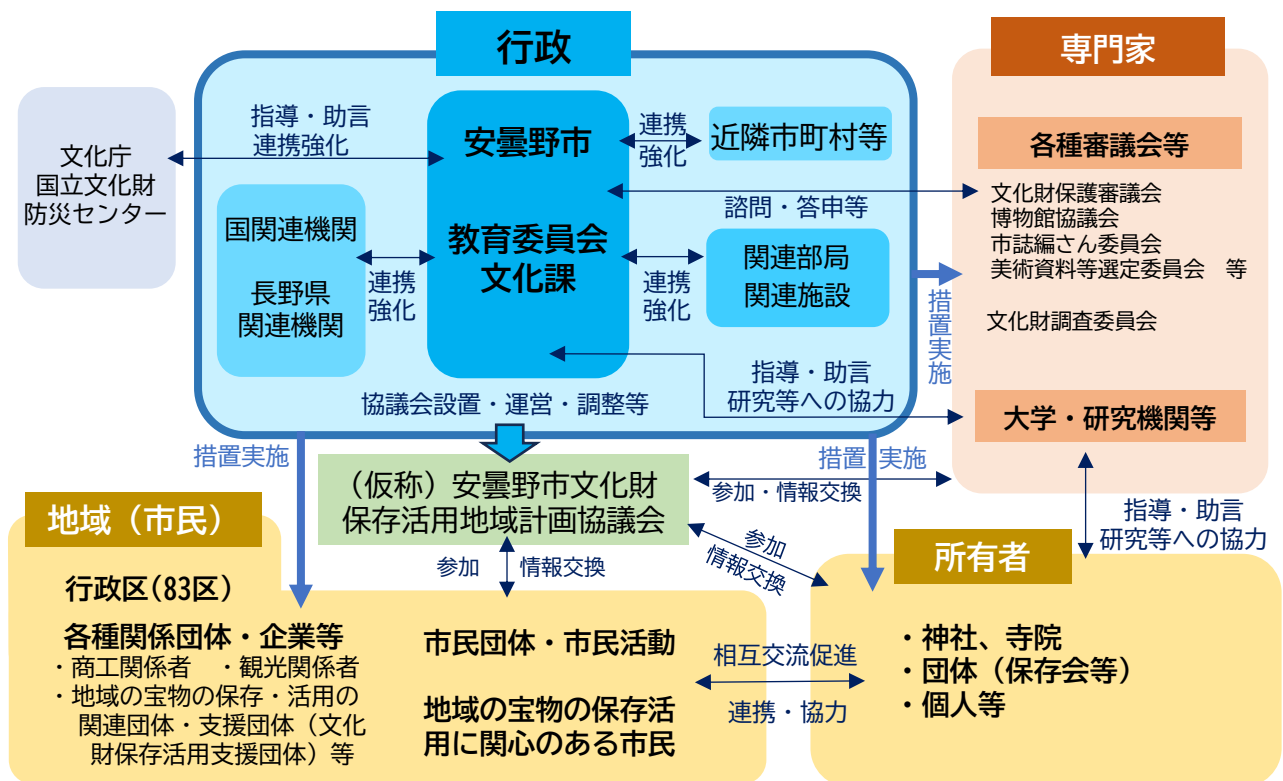 行政
専門家
文化庁
国立文化財
防災センター
指導・助言
連携強化
安曇野市
教育委員会
文化課
連携
強化
近隣市町村等
諮問・答申等
国関連機関
長野県
関連機関
連携
強化
連携
強化
関連部局
関連施設
指導・助言
研究等への協力
協議会設置・運営・調整等
各種審議会等
文化財保護審議会
博物館協議会
市誌編さん委員会
美術資料等選定委員会 等
文化財調査委員会
大学・研究機関等
措置実施
措置実施
措置実施
(仮称)安曇野市文化財
保存活用地域計画協議会
参加・情報交換
参加
情報交換
参加 情報交換
指導・助言
研究等への協力
地域(市民)
行政区(83区)
各種関係団体・企業等
・商工関係者 ・観光関係者
・地域の宝物の保存・活用の
関連団体・支援団体(文化
財保存活用支援団体)等
市民団体・市民活動
地域の宝物の保存活
用に関心のある市民
相互交流促進
連携・協力
所有者
・神社、寺院
・団体(保存会等)
・個人等